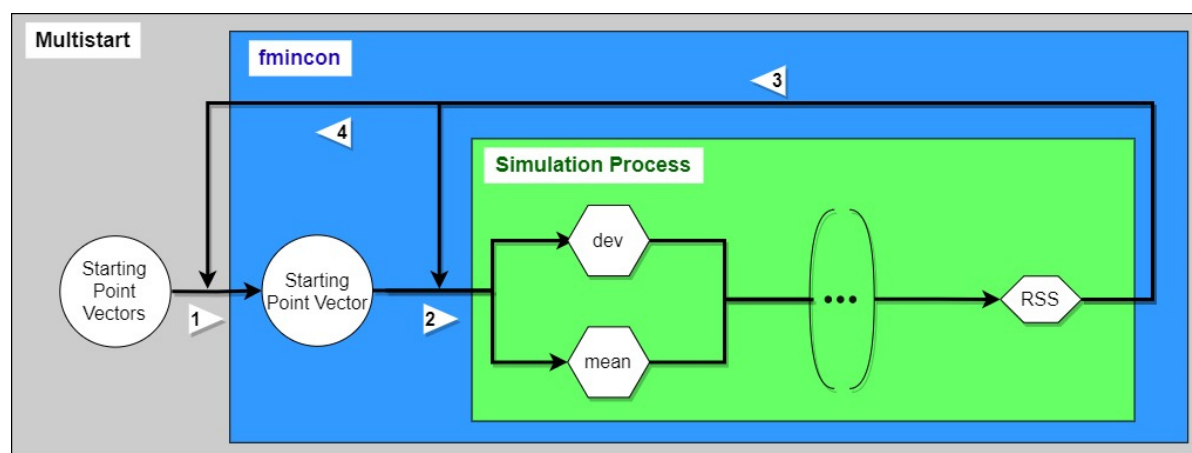 Multistart
fmincon
3
4
Simulation Process
dev
Starting
Point
Vectors
Starting
Point Vector
1
2
•••
RSS
mean